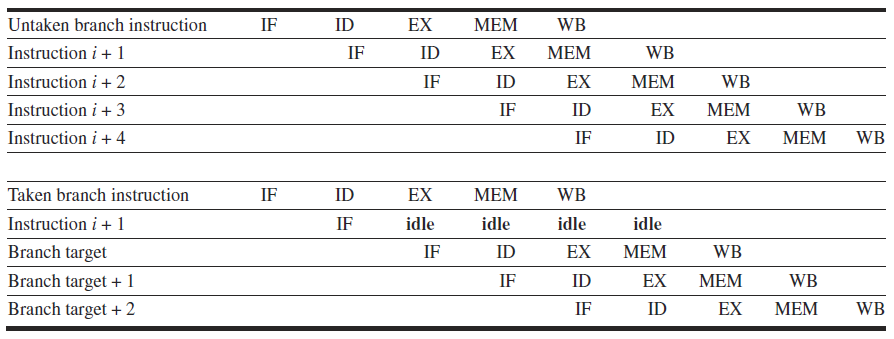 Untaken branch instruction IF ID EX MEM WB
Instruction i + 1 IF ID EX MEM WB
Instruction i + 2 IF ID EX MEM WB
Instruction i + 3 IF ID EX MEM WB
Instruction i + 4 IF ID EX MEM WB
Taken branch instruction IF ID EX MEM WB
Instruction i + 1 IF idle idle idle idle
Branch target IF ID EX MEM WB
Branch target + 1 IF ID EX MEM WB
Branch target + 2 IF ID EX MEM WB